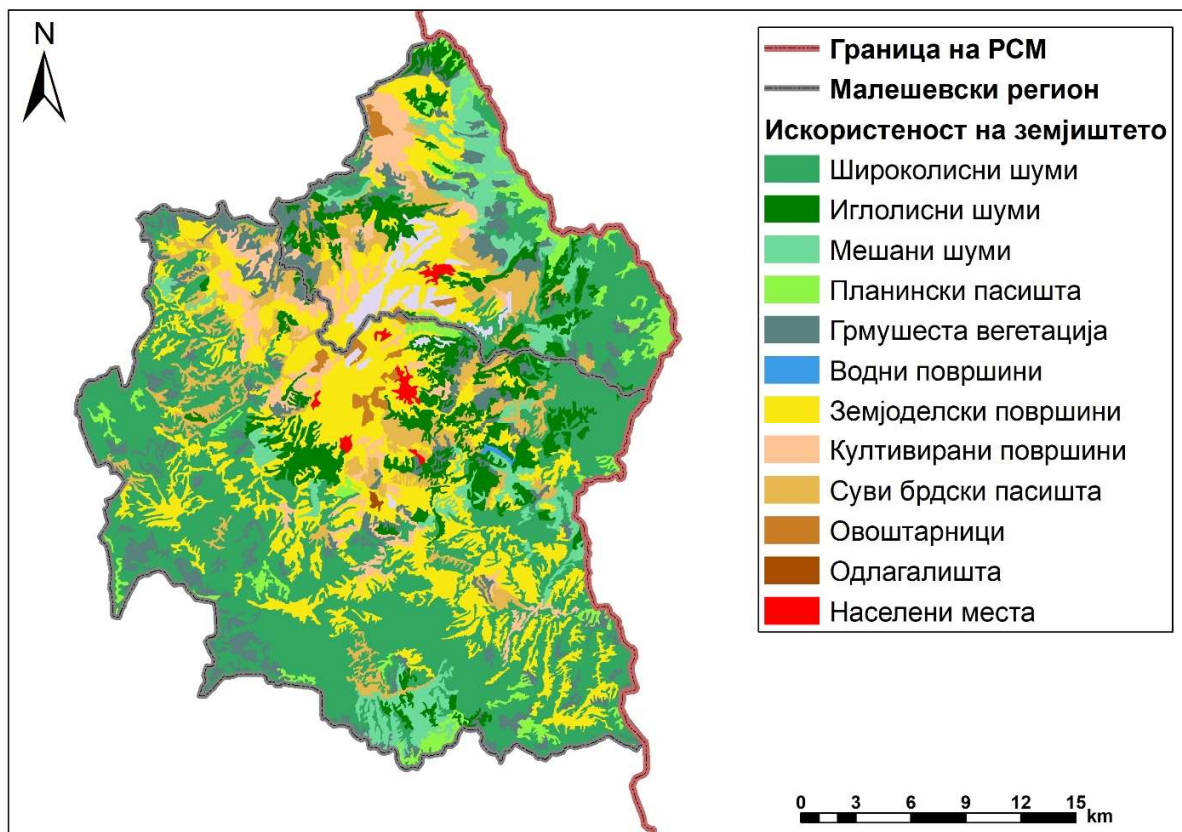 N
Граница на РСМ
Малешевски регион
Искористеност на земјиштето
Широколисни шуми
Иглолисни шуми
Мешани шуми
Планински пасишта
Грмушеста вегетација
Водни површини
Земјоделски површини
Култивирани површини
Суви брдски пасишта
Овоштарници
Одлагалишта
Населени места
0 3 6 9 12 15
km